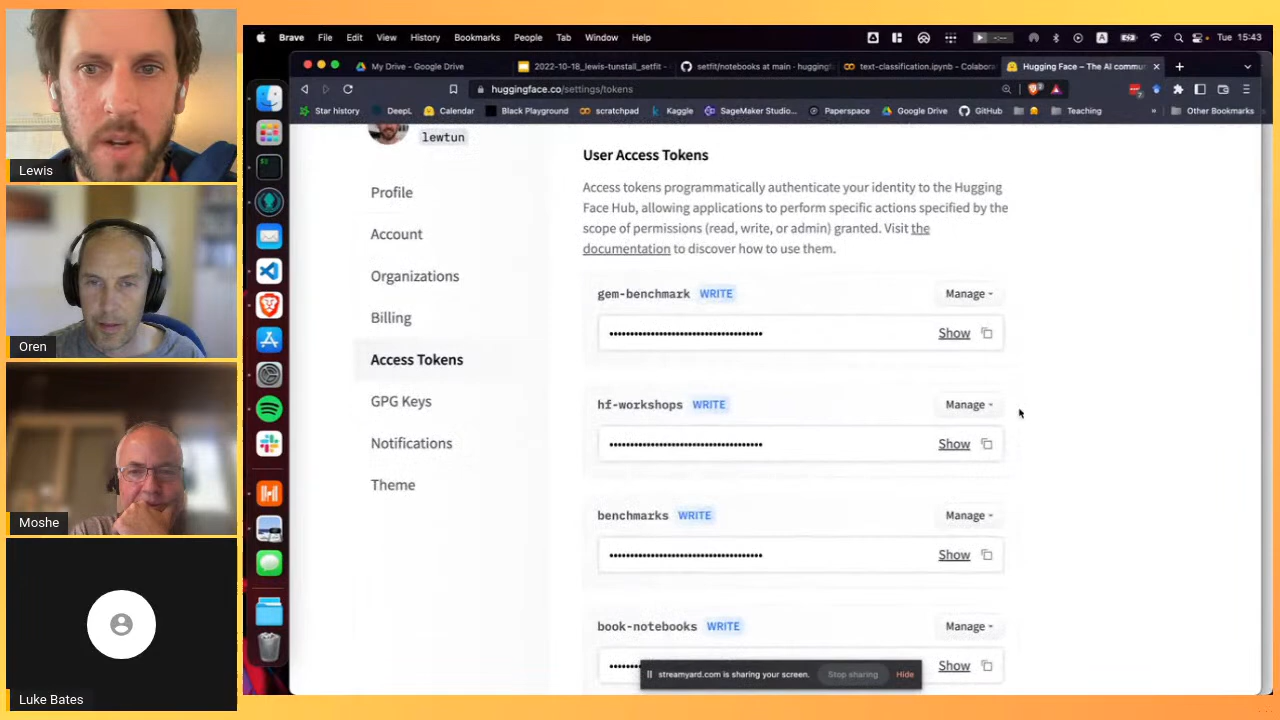 Lewis
Oren
Moshe
Luke Bates
Brave File Edit View History Bookmarks People Tab Window Help
Tue 15:43
My Drive – Google Drive
2022-10-18_lewis-tunstall_setfit -
setfit/notebooks at main · hugging
text-classification.ipynb - Colabora
Hugging Face – The AI commu
huggingface.co/settings/tokens
Star history DeepL Calendar Black Playground scratchpad Kaggle SageMaker Studio... Paperspace Google Drive GitHub Teaching Other Bookmarks
lewtun
Profile
Account
Organizations
Billing
Access Tokens
GPG Keys
Notifications
Theme
User Access Tokens
Access tokens programmatically authenticate your identity to the Hugging
Face Hub, allowing applications to perform specific actions specified by the
scope of permissions (read, write, or admin) granted. Visit the
documentation to discover how to use them.
gem-benchmark WRITE Manage
Show
hf-workshops WRITE Manage
Show
benchmarks WRITE Manage
Show
book-notebooks WRITE Manage
Show
streamyard.com is sharing your screen. Stop sharing Hide